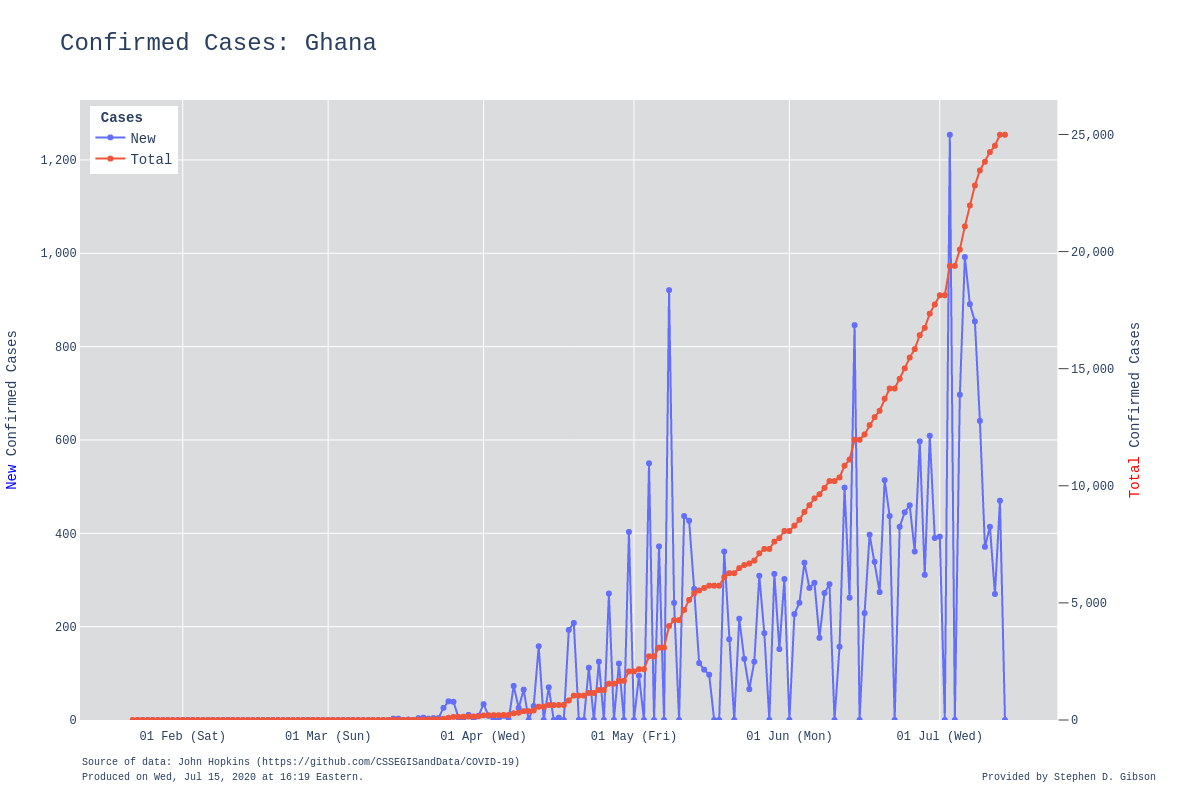 Confirmed Cases: Ghana
Cases
New
Total
1,200
1,000
800
600
400
200
0
25,000
20,000
15,000
10,000
5,000
0
New Confirmed Cases
Total Confirmed Cases
01 Feb (Sat)
01 Mar (Sun)
01 Apr (Wed)
01 May (Fri)
01 Jun (Mon)
01 Jul (Wed)
Source of data: John Hopkins (https://github.com/CSSEGISandData/COVID-19)
Produced on Wed, Jul 15, 2020 at 16:19 Eastern.
Provided by Stephen D. Gibson